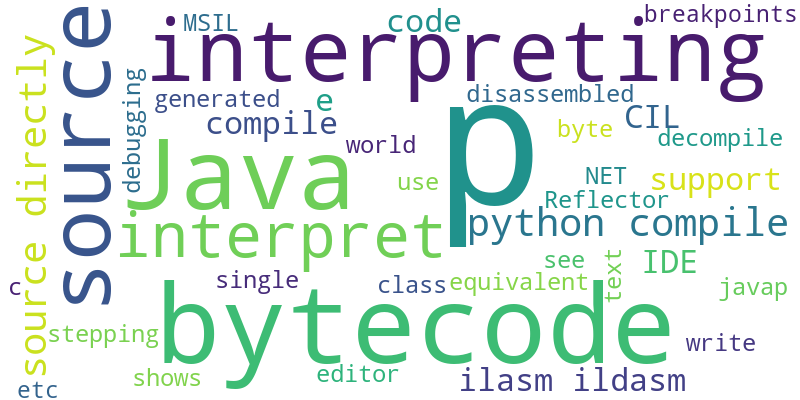 MSIL
code
breakpoints
interpreting
source
source directly
debugging
generated
e
disassembled
compile
CIL
byte
decompile
world
p
Java
use
NET
support
Reflector
interpret
python compile
see
IDE
text
c
single
class
equivalent
javap
bytecode
stepping
write
shows
editor
ilasm ildasm
etc